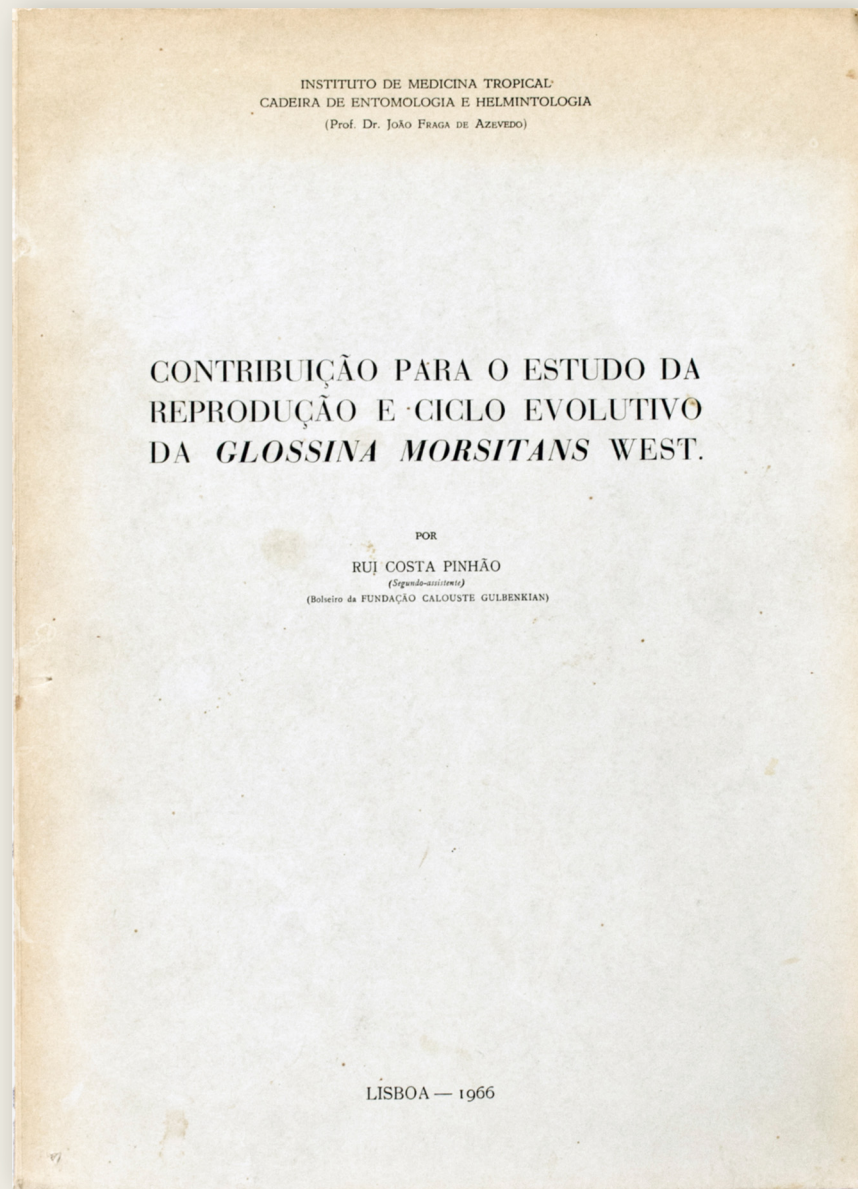 INSTITUTO DE MEDICINA TROPICAL
CADEIRA DE ENTOMOLOGIA E HELMINTOLOGIA
(Prof. Dr. JOÃO FRAGA DE AZEVEDO)
CONTRIBUIÇÃO PARA O ESTUDO DA
REPRODUÇÃO E CICLO EVOLUTIVO
DA GLOSSINA MORSITANS WEST.
POR
RUI COSTA PINHÃO
(Segundo-assistente)
(Bolseiro da FUNDAÇÃO CALOUSTE GULBENKIAN)
LISBOA — 1966